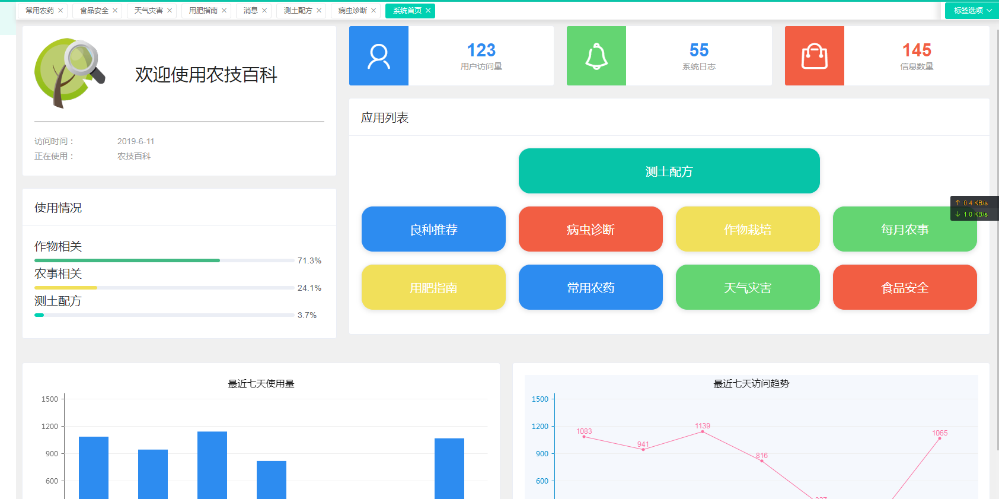 常用农药 × 食品安全 × 天气灾害 × 用肥指南 × 消息 × 测土配方 × 病虫诊断 × 系统首页 × 标签选项
欢迎使用农技百科
访问时间： 2019-6-11
正在使用： 农技百科
123
用户访问量
55
系统日志
145
信息数量
使用情况
作物相关
71.3%
农事相关
24.1%
测土配方
3.7%
应用列表
测土配方
良种推荐 病虫诊断 作物栽培 每月农事
用肥指南 常用农药 天气灾害 食品安全
↑ 0.4 KB/s
↓ 1.0 KB/s
最近七天使用量
1500
1200
900
600
最近七天访问趋势
1500
1200
900
600
1083
941
1139
816
1065